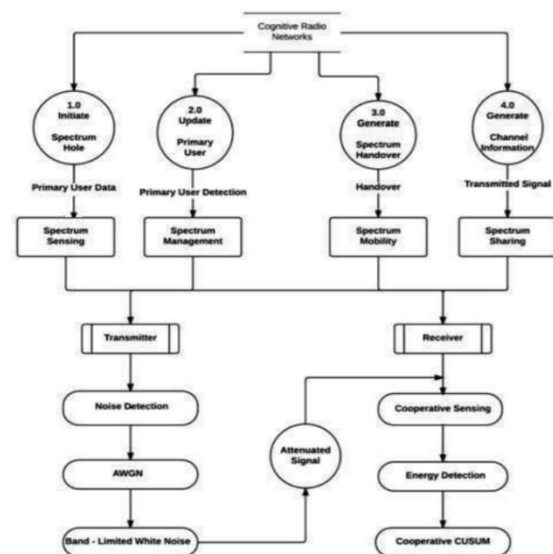 Cognitive Radio
Networks
1.0
Initiate
Spectrum
Hole
2.0
Update
Primary
User
3.0
Generate
Spectrum
Handover
4.0
Generate
Channel
Information
Primary User Data
Primary User Detection
Handover
Transmitted Signal
Spectrum
Sensing
Spectrum
Management
Spectrum
Mobility
Spectrum
Sharing
Transmitter
Receiver
Noise Detection
Cooperative Sensing
Attenuated
Signal
AWGN
Energy Detection
Band - Limited White Noise
Cooperative CUSUM